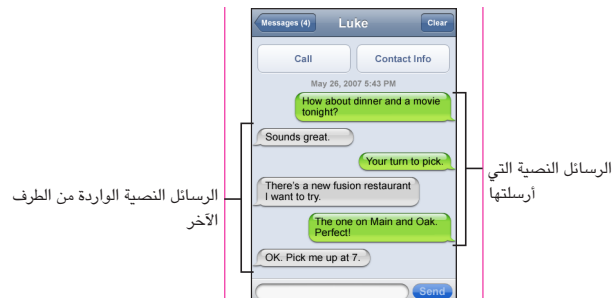 Messages (4) Luke Clear
Call Contact Info
May 26, 2007 5:43 PM
How about dinner and a movie
tonight?
Sounds great.
Your turn to pick.
There's a new fusion restaurant
I want to try.
The one on Main and Oak.
Perfect!
OK. Pick me up at 7.
Send
الرسائل النصية التي
أرسلتها
الرسائل النصية الواردة من الطرف
الآخر